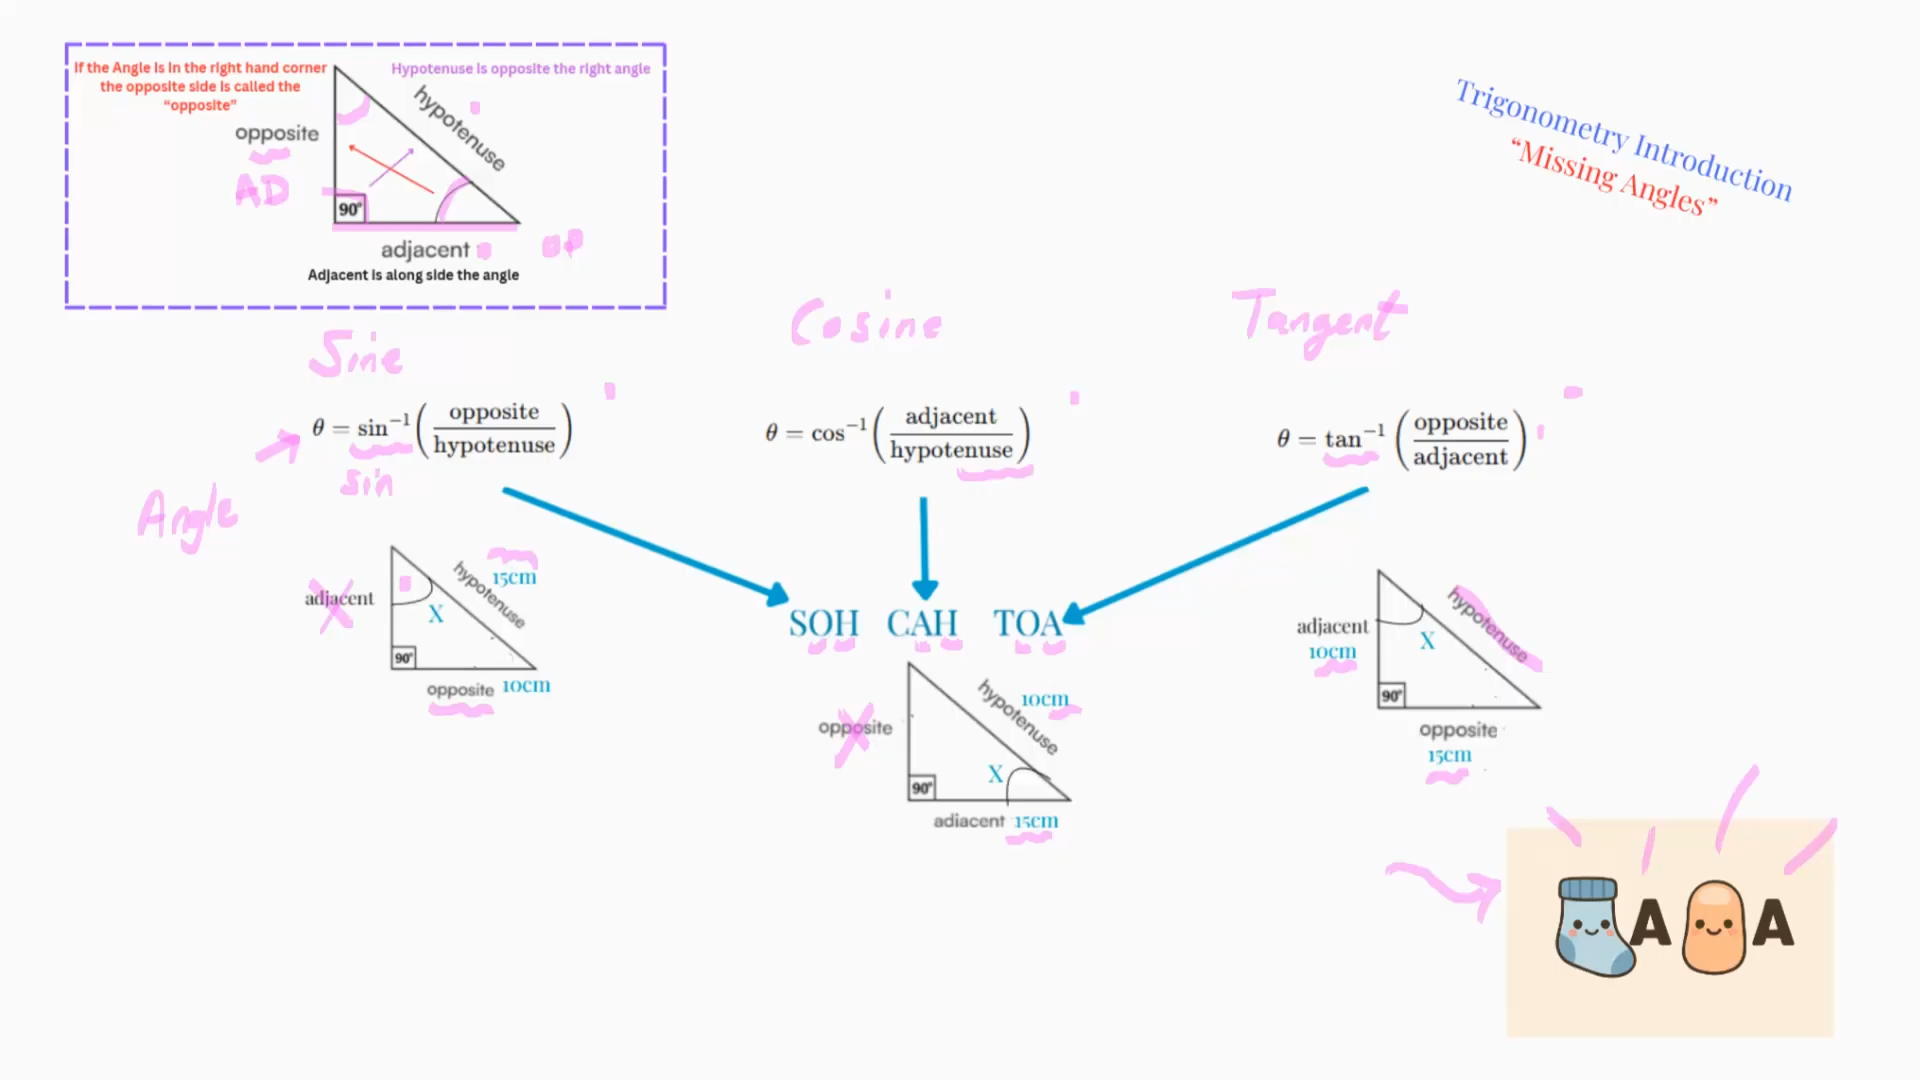 If the Angle is in the right hand corner
the opposite side is called the
“opposite”
Hypotenuse is opposite the right angle
opposite
hypotenuse
AD
90°
adjacent
op
Adjacent is along side the angle
Trigonometry Introduction
“Missing Angles”
Sine
Cosine
Tangent
θ = sin⁻¹(opposite/hypotenuse)
θ = cos⁻¹(adjacent/hypotenuse)
θ = tan⁻¹(opposite/adjacent)
sin
Angle
15cm
hypotenuse
adjacent
X
90°
opposite 10cm
SOH CAH TOA
10cm
hypotenuse
opposite
X
90°
adjacent 15cm
hypotenuse
adjacent
10cm
X
90°
opposite
15cm
A A